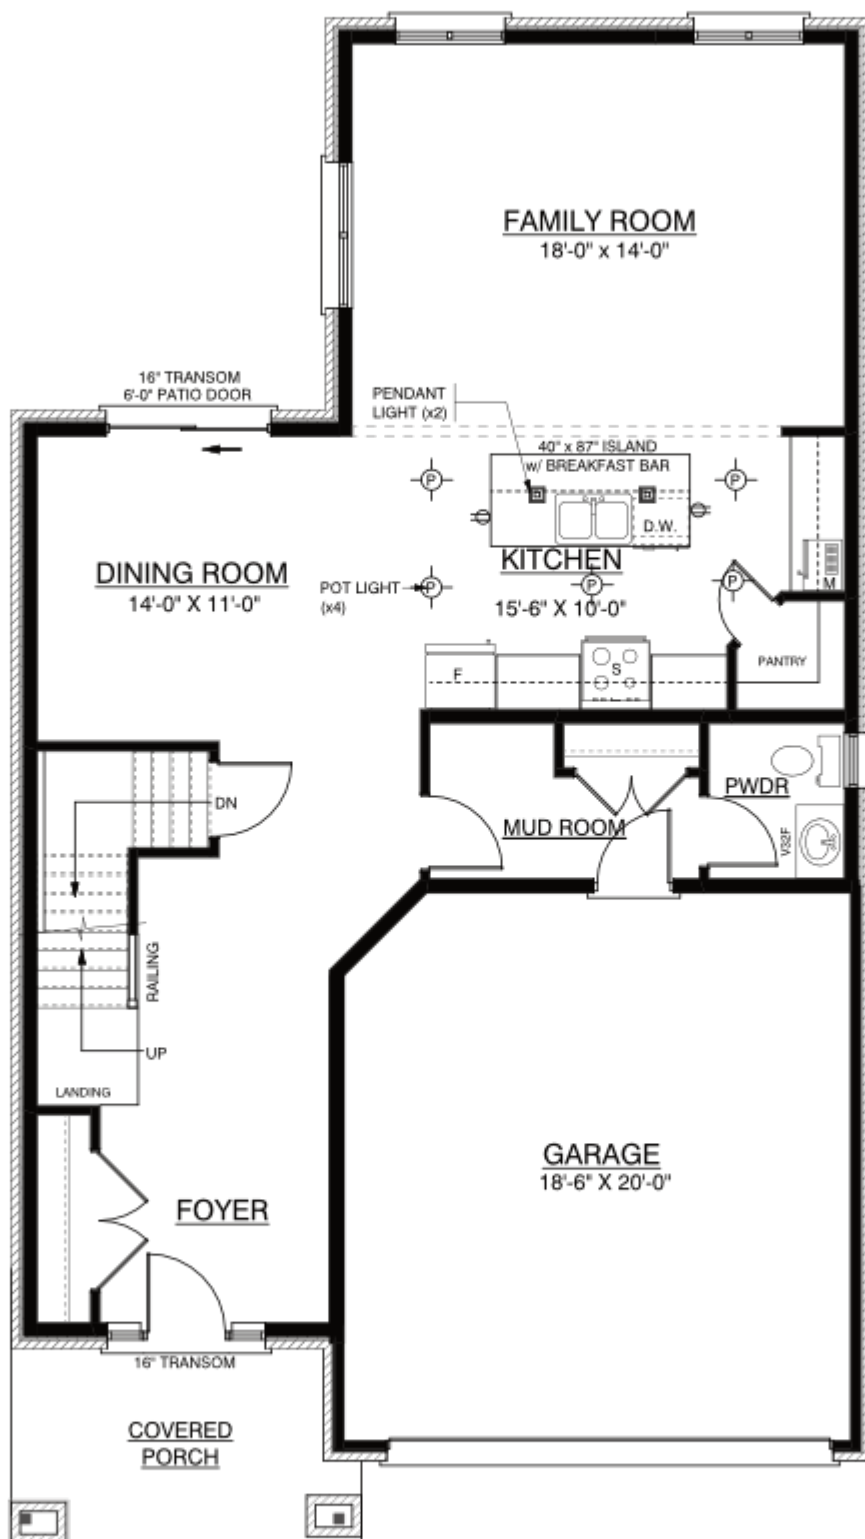 FAMILY ROOM
18'-0" x 14'-0"
16" TRANSOM
6'-0" PATIO DOOR
PENDANT
LIGHT (x2)
40" x 87" ISLAND
w/ BREAKFAST BAR
P
P
D.W.
KITCHEN
15'-6" X 10'-0"
DINING ROOM
14'-0" X 11'-0"
POT LIGHT
(x4)
P
P
P
M
F
S
PANTRY
DN
MUD ROOM
PWDR
V32F
RAILING
UP
LANDING
GARAGE
18'-6" X 20'-0"
FOYER
16" TRANSOM
COVERED
PORCH